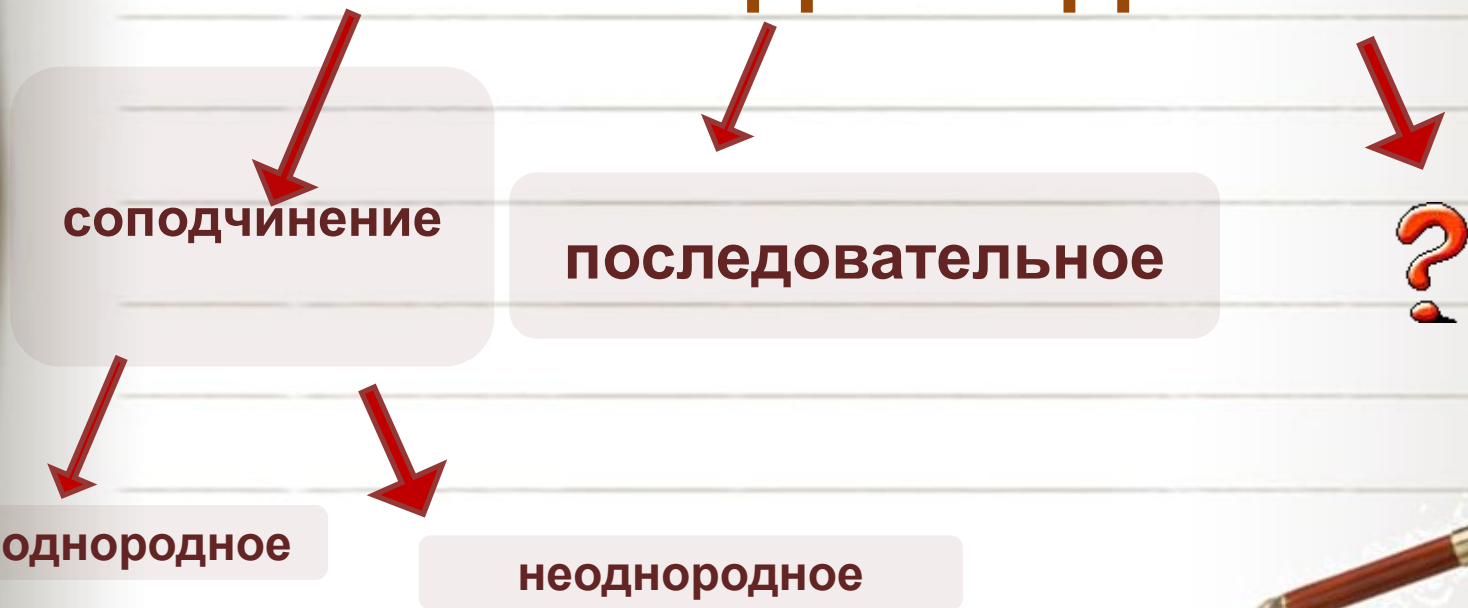 соподчинение
последовательное
?
однородное
неоднородное